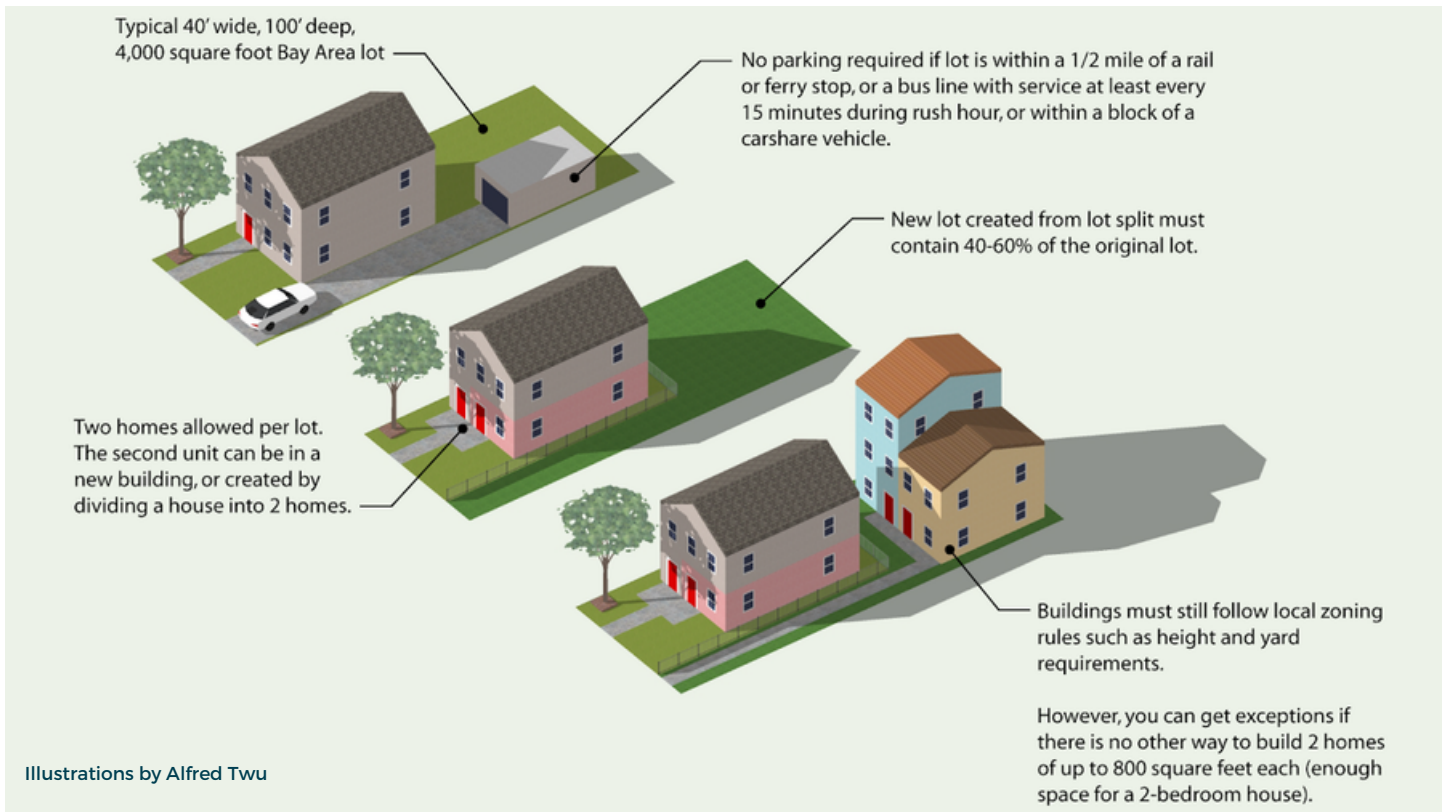 Typical 40' wide, 100' deep,
4,000 square foot Bay Area lot
No parking required if lot is within a 1/2 mile of a rail
or ferry stop, or a bus line with service at least every
15 minutes during rush hour, or within a block of a
carshare vehicle.
New lot created from lot split must
contain 40-60% of the original lot.
Two homes allowed per lot.
The second unit can be in a
new building, or created by
dividing a house into 2 homes.
Buildings must still follow local zoning
rules such as height and yard
requirements.
However, you can get exceptions if
there is no other way to build 2 homes
of up to 800 square feet each (enough
space for a 2-bedroom house).
Illustrations by Alfred Twu